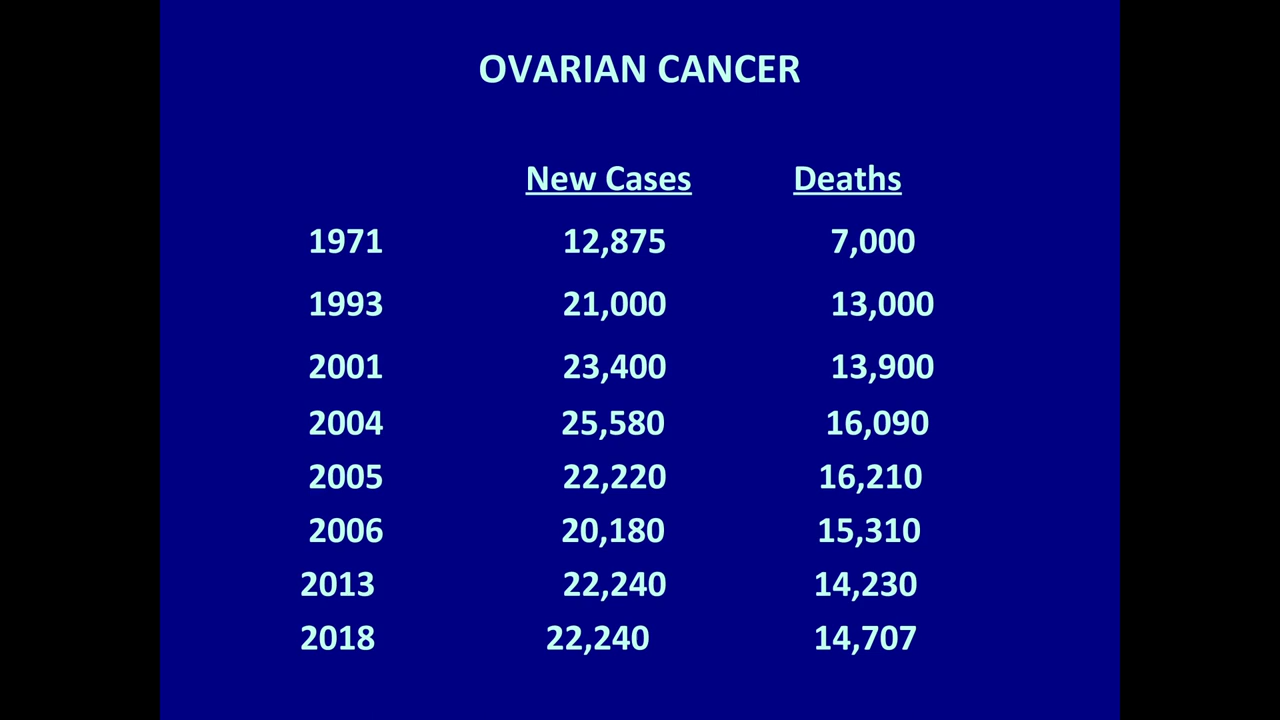 OVARIAN CANCER
New Cases Deaths
1971 12,875 7,000
1993 21,000 13,000
2001 23,400 13,900
2004 25,580 16,090
2005 22,220 16,210
2006 20,180 15,310
2013 22,240 14,230
2018 22,240 14,707